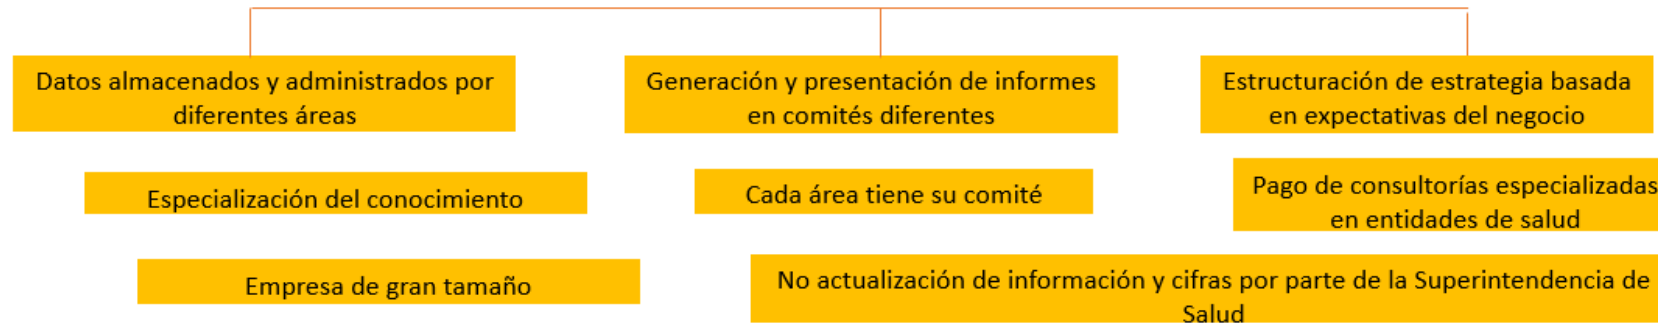 Datos almacenados y administrados por
diferentes áreas
Generación y presentación de informes
en comités diferentes
Estructuración de estrategia basada
en expectativas del negocio
Especialización del conocimiento
Cada área tiene su comité
Pago de consultorías especializadas
en entidades de salud
Empresa de gran tamaño
No actualización de información y cifras por parte de la Superintendencia de
Salud